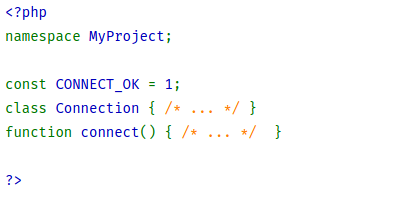 <?php
namespace MyProject;

const CONNECT_OK = 1;
class Connection { /* ... */ }
function connect() { /* ... */  }

?>